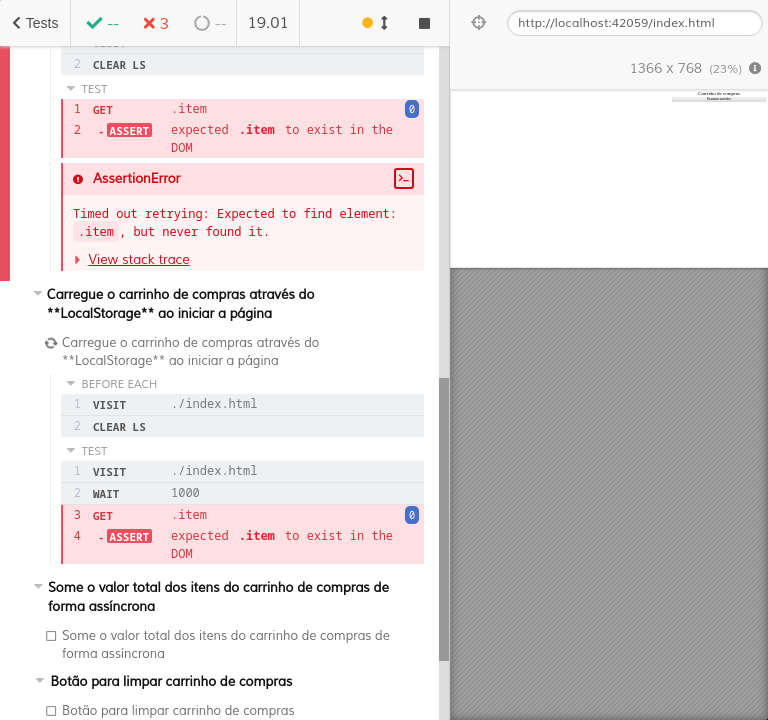 Tests -- 3 -- 19.01
http://localhost:42059/index.html
1366 x 768 (23%)
2 CLEAR LS
TEST
1 GET .item 0
2 -ASSERT expected .item to exist in the
DOM
AssertionError
Timed out retrying: Expected to find element:
.item, but never found it.
View stack trace
Carregue o carrinho de compras através do
**LocalStorage** ao iniciar a página
Carregue o carrinho de compras através do
**LocalStorage** ao iniciar a página
BEFORE EACH
1 VISIT ./index.html
2 CLEAR LS
TEST
1 VISIT ./index.html
2 WAIT 1000
3 GET .item 0
4 -ASSERT expected .item to exist in the
DOM
Some o valor total dos itens do carrinho de compras de
forma assíncrona
Some o valor total dos itens do carrinho de compras de
forma assíncrona
Botão para limpar carrinho de compras
Botão para limpar carrinho de compras
Carrinho de compras